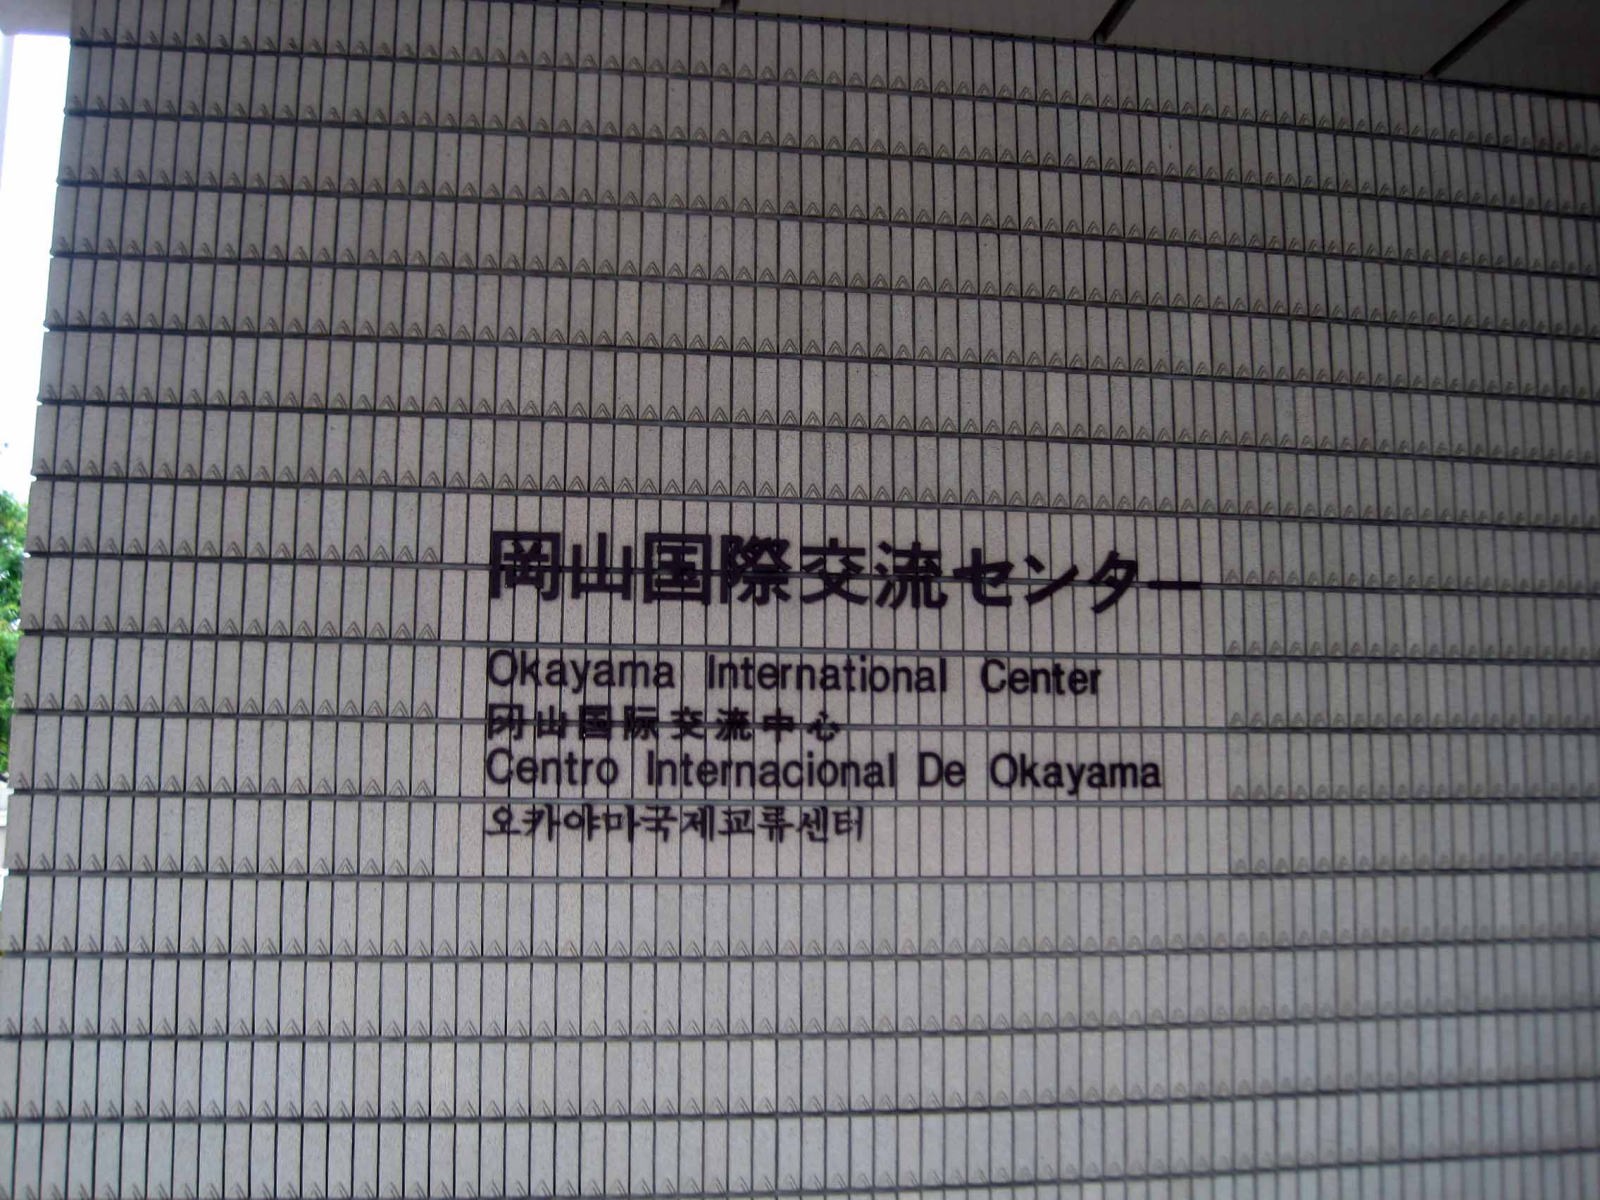 岡山国際交流センター
Okayama International Center
冈山国际交流中心
Centro Internacional De Okayama
오카야마국제교류센터